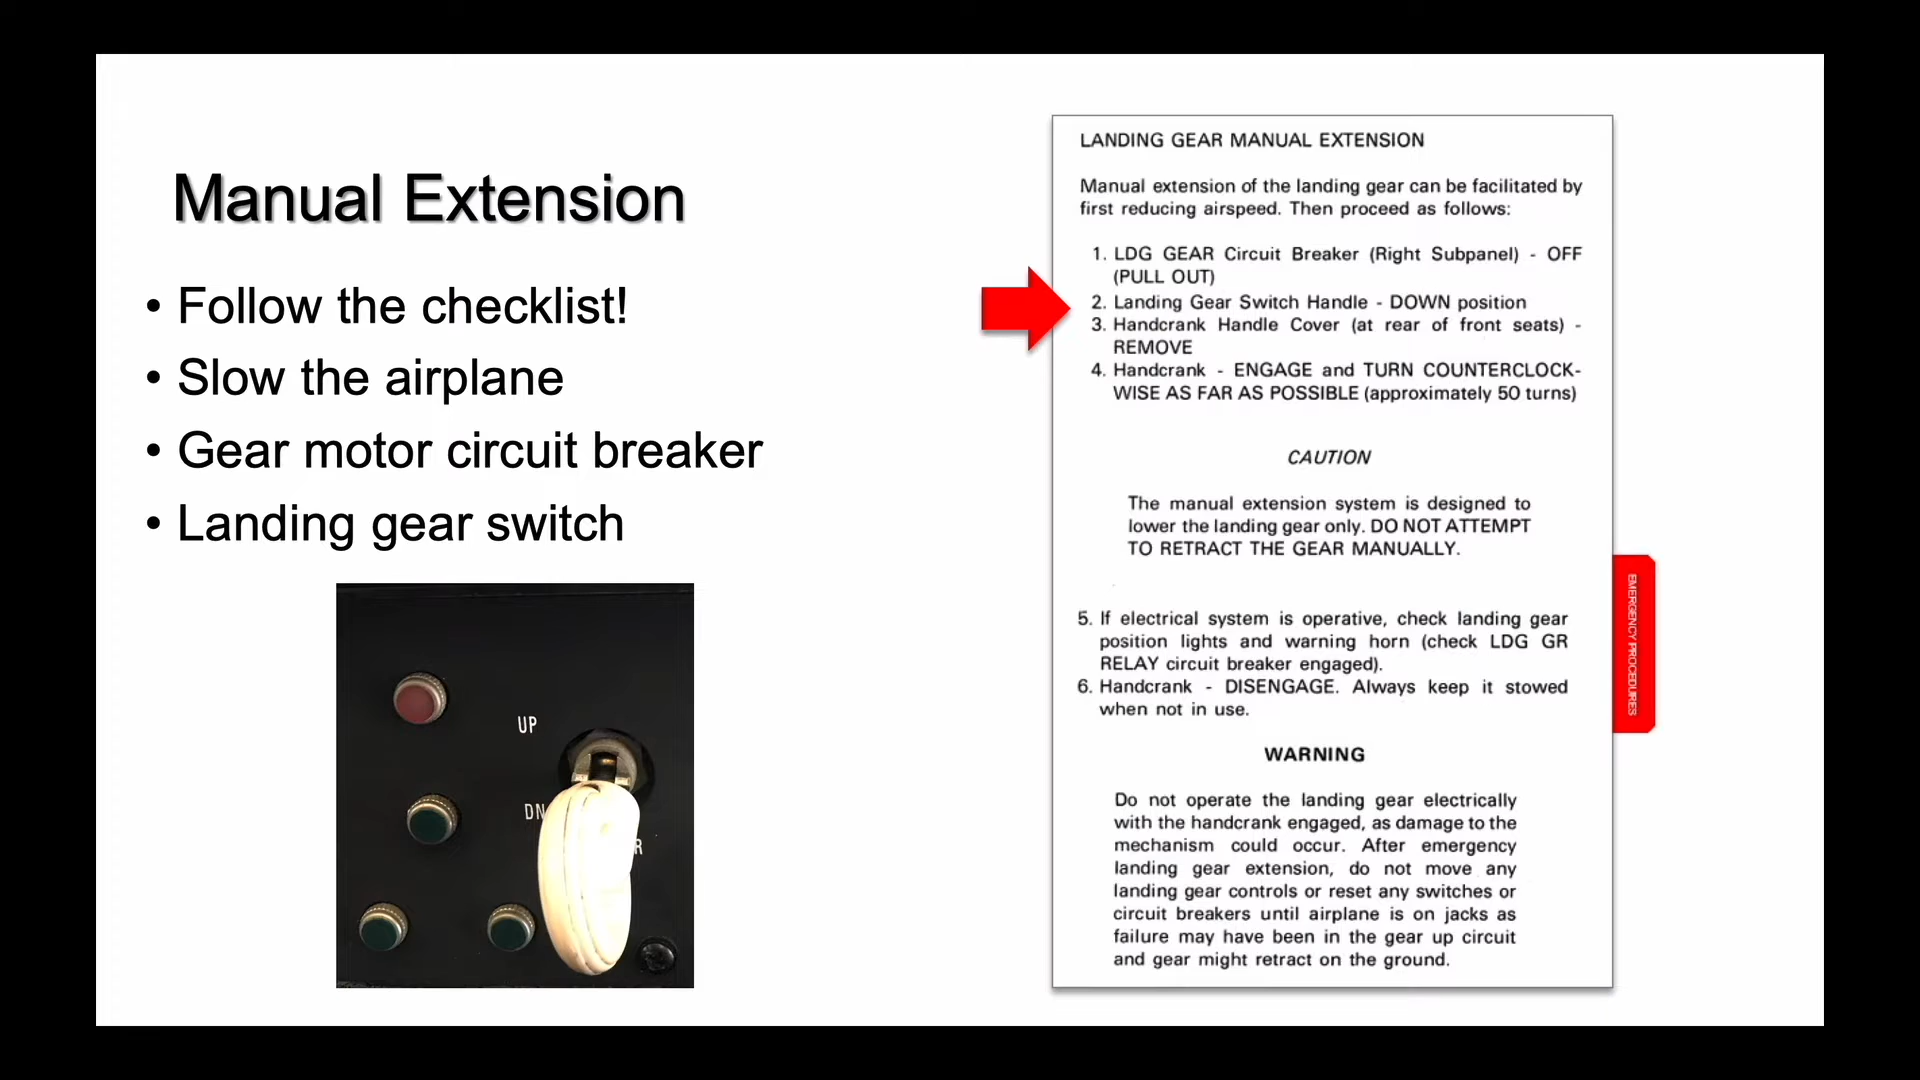 Manual Extension
• Follow the checklist!
• Slow the airplane
• Gear motor circuit breaker
• Landing gear switch
UP
DN
R
LANDING GEAR MANUAL EXTENSION
Manual extension of the landing gear can be facilitated by
first reducing airspeed. Then proceed as follows:
1. LDG GEAR Circuit Breaker (Right Subpanel) - OFF
(PULL OUT)
2. Landing Gear Switch Handle - DOWN position
3. Handcrank Handle Cover (at rear of front seats) -
REMOVE
4. Handcrank - ENGAGE and TURN COUNTERCLOCK-
WISE AS FAR AS POSSIBLE (approximately 50 turns)
CAUTION
The manual extension system is designed to
lower the landing gear only. DO NOT ATTEMPT
TO RETRACT THE GEAR MANUALLY.
5. If electrical system is operative, check landing gear
position lights and warning horn (check LDG GR
RELAY circuit breaker engaged).
6. Handcrank - DISENGAGE. Always keep it stowed
when not in use.
WARNING
Do not operate the landing gear electrically
with the handcrank engaged, as damage to the
mechanism could occur. After emergency
landing gear extension, do not move any
landing gear controls or reset any switches or
circuit breakers until airplane is on jacks as
failure may have been in the gear up circuit
and gear might retract on the ground.
EMERGENCY PROCEDURES